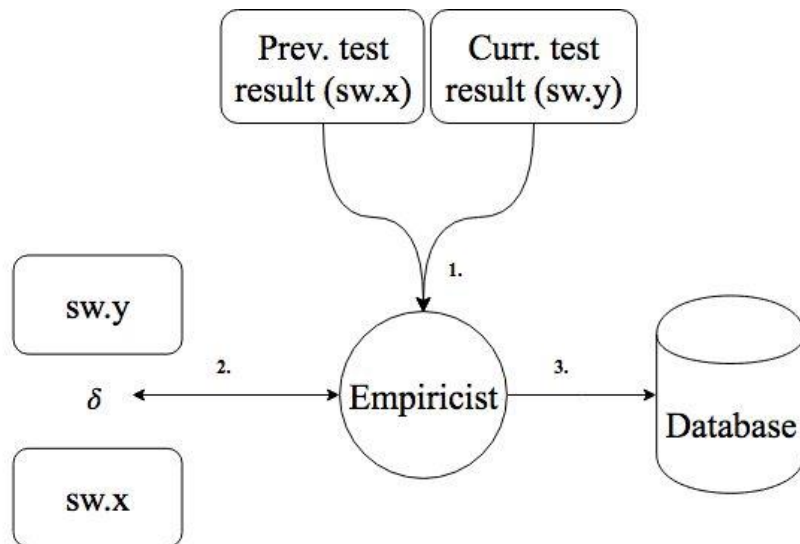 Prev. test
result (sw.x)
Curr. test
result (sw.y)
1.
sw.y
2.
3.
δ
Empiricist
Database
sw.x